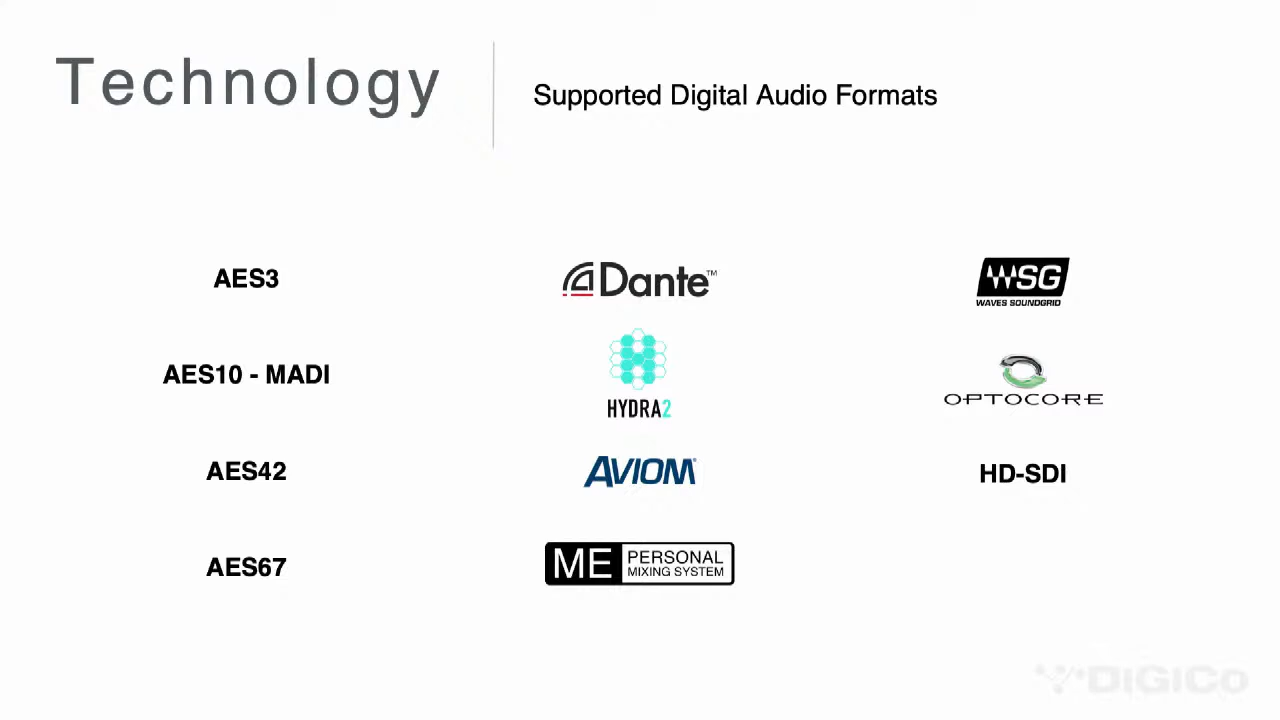 Technology
Supported Digital Audio Formats
AES3
Dante™
WSG
WAVES SOUNDGRID
AES10 - MADI
HYDRA2
OPTOCORE
AES42
AVIOM
HD-SDI
AES67
ME PERSONAL
MIXING SYSTEM
DiGiCo